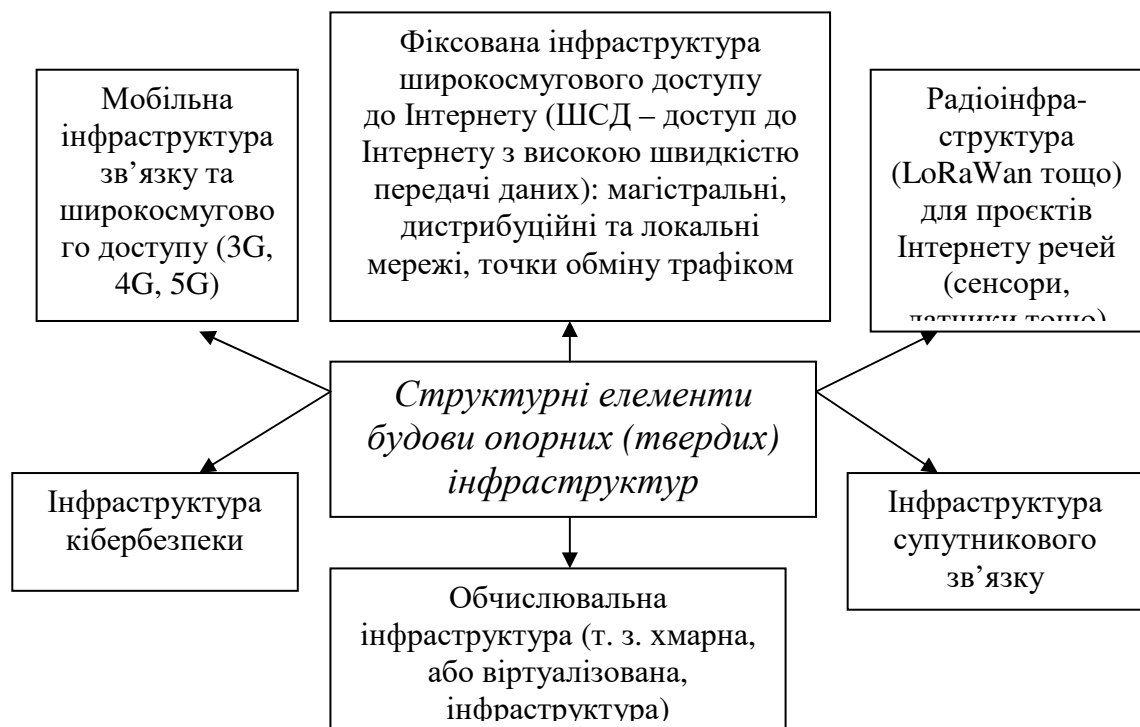 Мобільна
інфраструктура
зв’язку та
широкосмугово
го доступу (3G,
4G, 5G)
Фіксована інфраструктура
широкосмугового доступу
до Інтернету (ШСД – доступ до
Інтернету з високою швидкістю
передачі даних): магістральні,
дистрибуційні та локальні
мережі, точки обміну трафіком
Радіоінфра-
структура
(LoRaWan тощо)
для проєктів
Інтернету речей
(сенсори,
датчики тощо)
Структурні елементи
будови опорних (твердих)
інфраструктур
Інфраструктура
кібербезпеки
Інфраструктура
супутникового
зв’язку
Обчислювальна
інфраструктура (т. з. хмарна,
або віртуалізована,
інфраструктура)